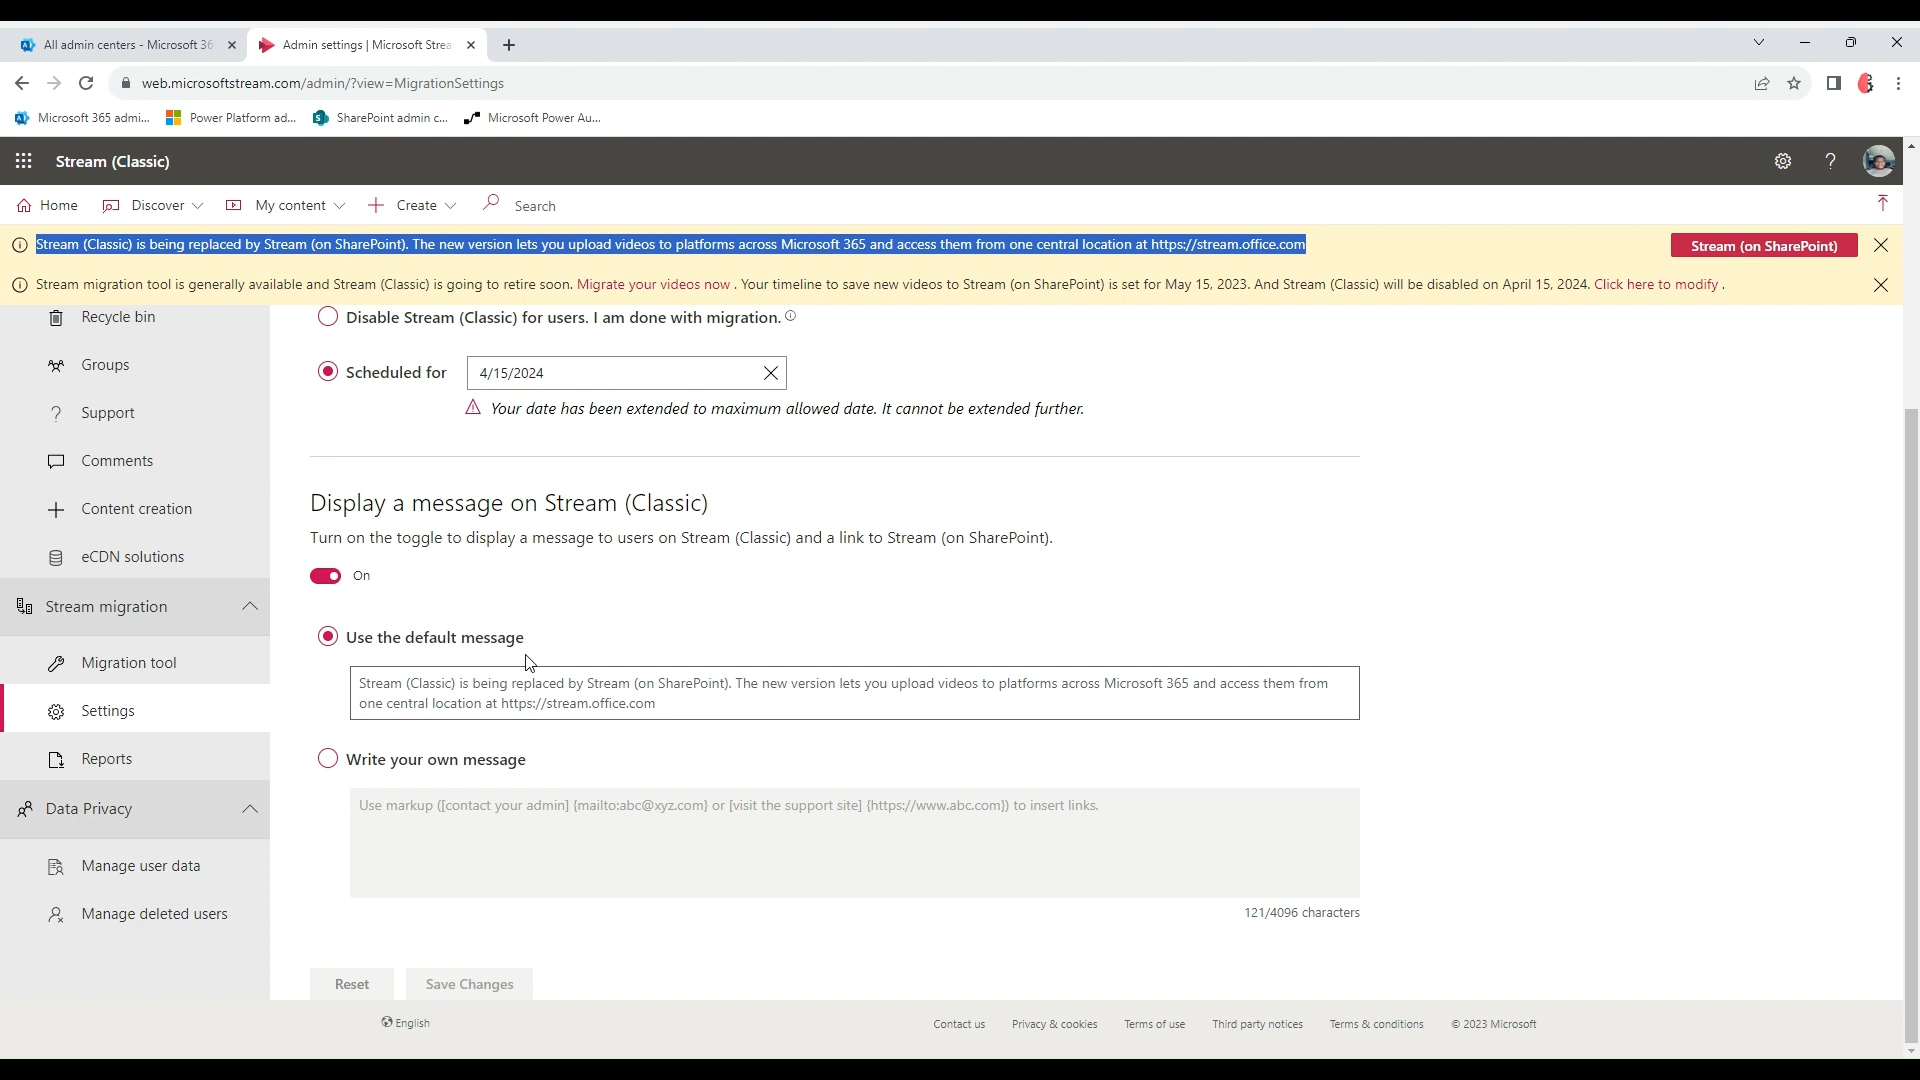 All admin centers - Microsoft 36
Admin settings | Microsoft Strea
web.microsoftstream.com/admin/?view=MigrationSettings
Microsoft 365 admi...
Power Platform ad...
SharePoint admin c...
Microsoft Power Au...
Stream (Classic)
Home
Discover
My content
Create
Search
Stream (Classic) is being replaced by Stream (on SharePoint). The new version lets you upload videos to platforms across Microsoft 365 and access them from one central location at https://stream.office.com
Stream (on SharePoint)
Stream migration tool is generally available and Stream (Classic) is going to retire soon. Migrate your videos now . Your timeline to save new videos to Stream (on SharePoint) is set for May 15, 2023. And Stream (Classic) will be disabled on April 15, 2024. Click here to modify .
Recycle bin
Groups
Support
Comments
Content creation
eCDN solutions
Stream migration
Migration tool
Settings
Reports
Data Privacy
Manage user data
Manage deleted users
Disable Stream (Classic) for users. I am done with migration.
Scheduled for
4/15/2024
Your date has been extended to maximum allowed date. It cannot be extended further.
Display a message on Stream (Classic)
Turn on the toggle to display a message to users on Stream (Classic) and a link to Stream (on SharePoint).
On
Use the default message
Stream (Classic) is being replaced by Stream (on SharePoint). The new version lets you upload videos to platforms across Microsoft 365 and access them from
one central location at https://stream.office.com
Write your own message
Use markup ([contact your admin] {mailto:abc@xyz.com} or [visit the support site] {https://www.abc.com}) to insert links.
121/4096 characters
Reset
Save Changes
English
Contact us
Privacy & cookies
Terms of use
Third party notices
Terms & conditions
© 2023 Microsoft